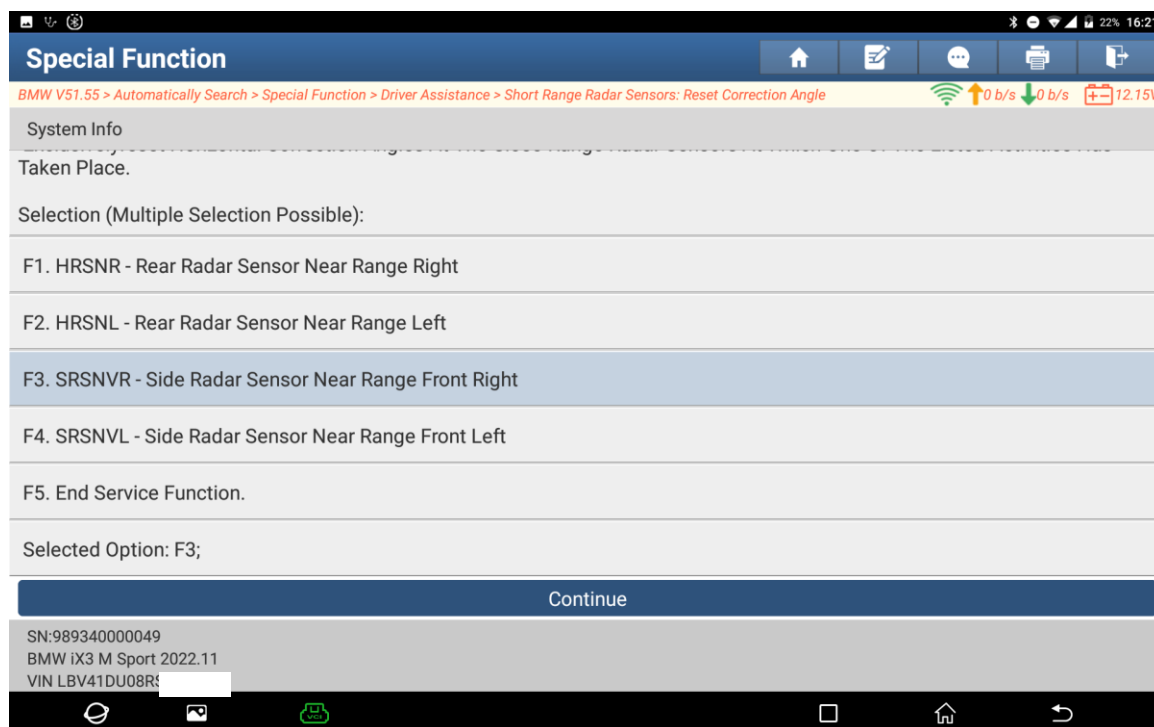 22% 16:21
Special Function
BMW V51.55 > Automatically Search > Special Function > Driver Assistance > Short Range Radar Sensors: Reset Correction Angle
0 b/s 0 b/s 12.15V
System Info
Taken Place.
Selection (Multiple Selection Possible):
F1. HRSNR - Rear Radar Sensor Near Range Right
F2. HRSNL - Rear Radar Sensor Near Range Left
F3. SRSNVR - Side Radar Sensor Near Range Front Right
F4. SRSNVL - Side Radar Sensor Near Range Front Left
F5. End Service Function.
Selected Option: F3;
Continue
SN:989340000049
BMW iX3 M Sport 2022.11
VIN LBV41DU08R
VCI